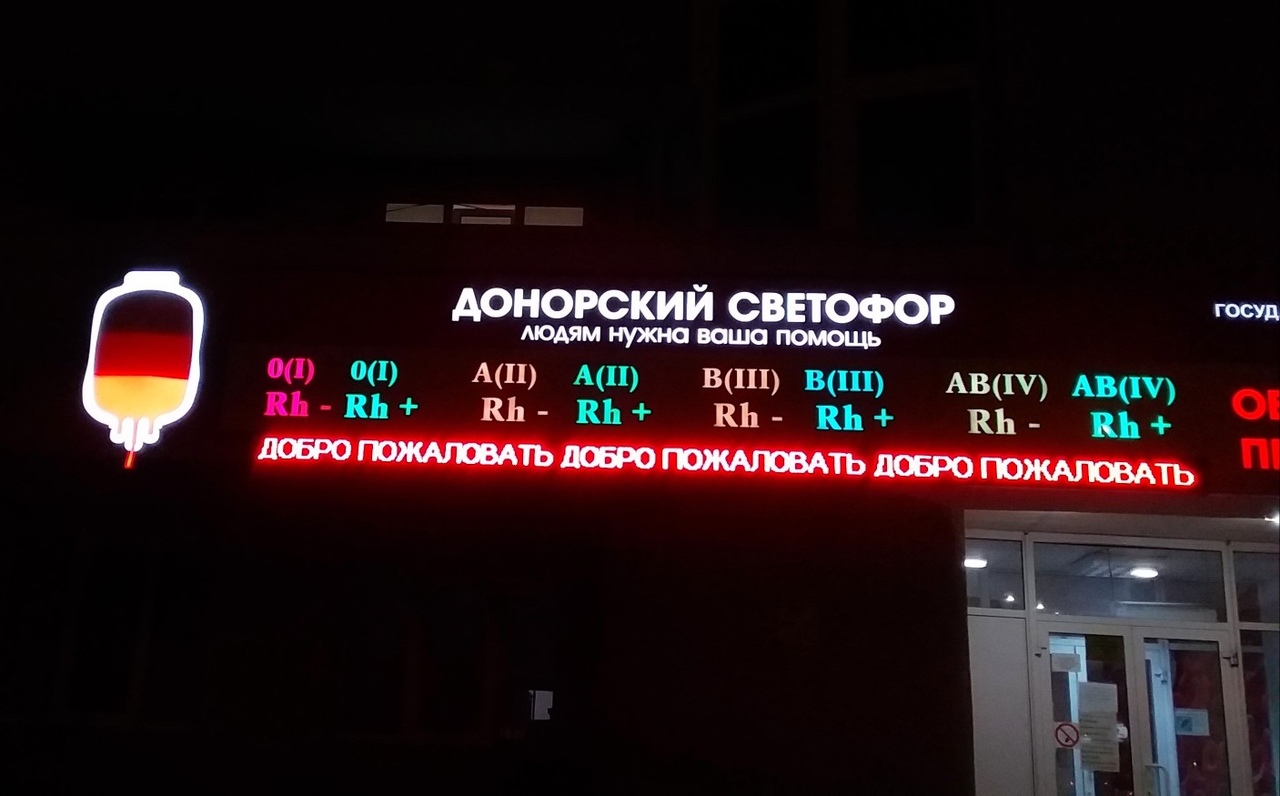 ДОНОРСКИЙ СВЕТОФОР
людям нужна ваша помощь
0(I) 0(I) A(II) A(II) B(III) B(III) AB(IV) AB(IV)
Rh - Rh + Rh - Rh + Rh - Rh + Rh - Rh +
ДОБРО ПОЖАЛОВАТЬ ДОБРО ПОЖАЛОВАТЬ ДОБРО ПОЖАЛОВАТЬ